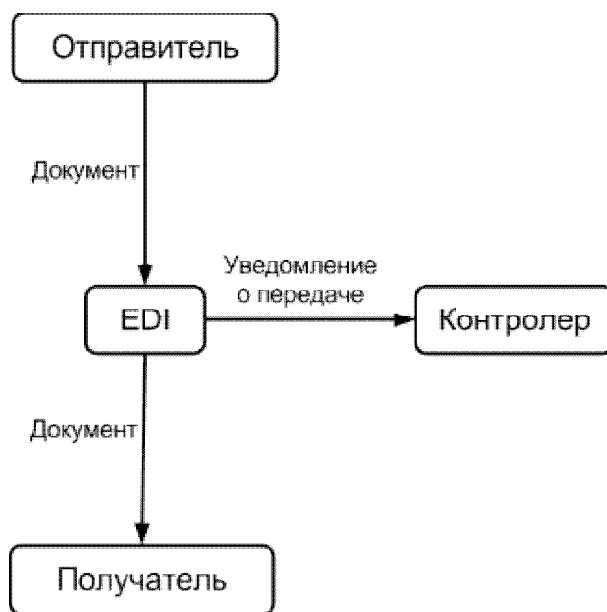 Отправитель
Документ
Уведомление
о передаче
EDI
Контролер
Документ
Получатель